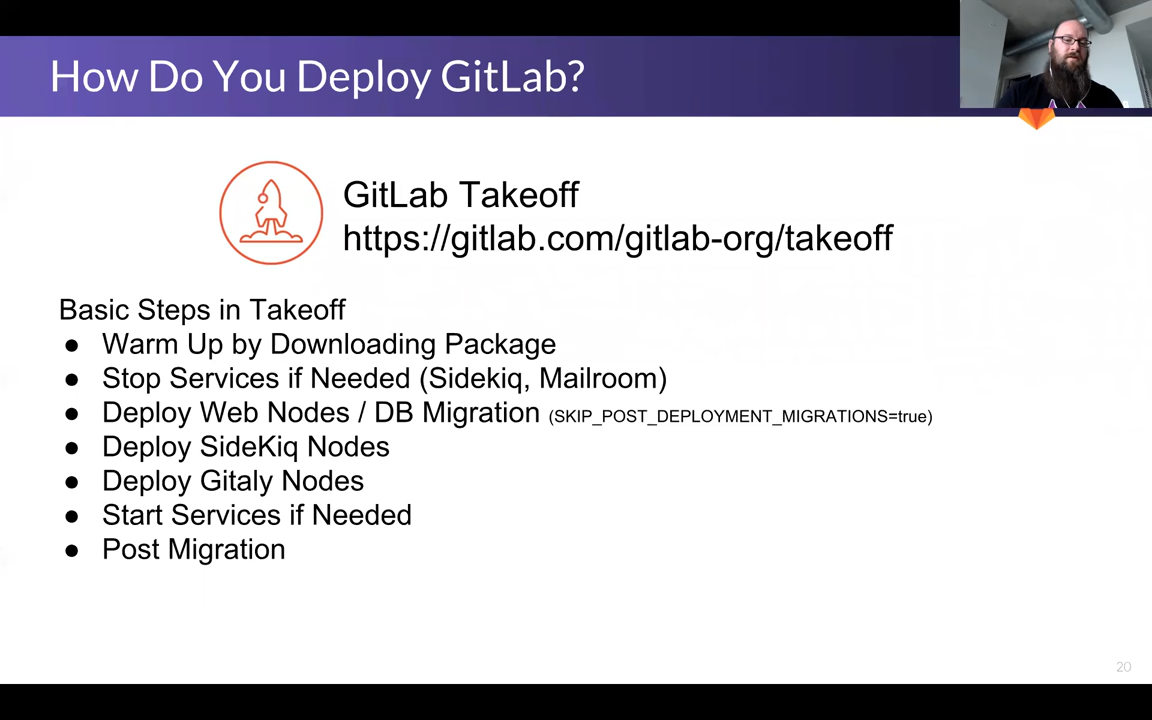 How Do You Deploy GitLab?
GitLab Takeoff
https://gitlab.com/gitlab-org/takeoff
Basic Steps in Takeoff
● Warm Up by Downloading Package
● Stop Services if Needed (Sidekiq, Mailroom)
● Deploy Web Nodes / DB Migration (SKIP_POST_DEPLOYMENT_MIGRATIONS=true)
● Deploy SideKiq Nodes
● Deploy Gitaly Nodes
● Start Services if Needed
● Post Migration
20